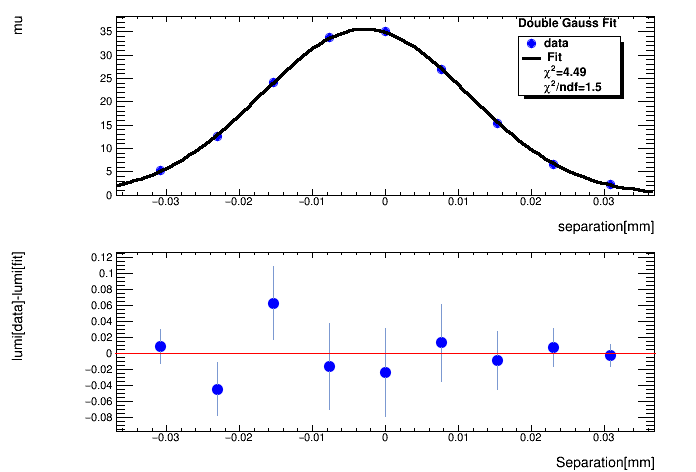 mu
Double Gauss Fit
data
Fit
χ²=4.49
χ²/ndf=1.5
35
30
25
20
15
10
5
0
−0.03 −0.02 −0.01 0 0.01 0.02 0.03
separation[mm]
lumi[data]-lumi[fit]
0.12
0.1
0.08
0.06
0.04
0.02
0
−0.02
−0.04
−0.06
−0.08
−0.03 −0.02 −0.01 0 0.01 0.02 0.03
Separation[mm]